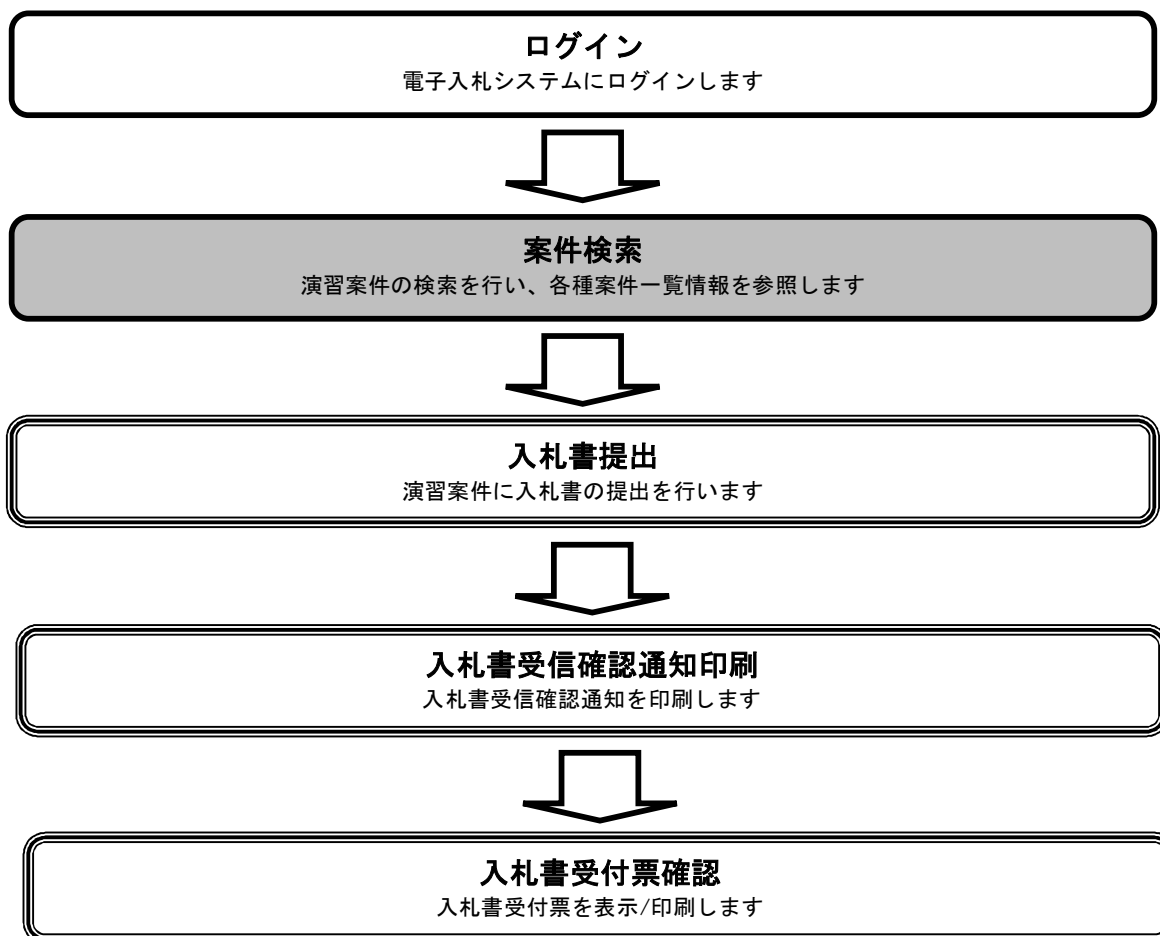 ログイン
電子入札システムにログインします
案件検索
演習案件の検索を行い、各種案件一覧情報を参照します
入札書提出
演習案件に入札書の提出を行います
入札書受信確認通知印刷
入札書受信確認通知を印刷します
入札書受付票確認
入札書受付票を表示/印刷します